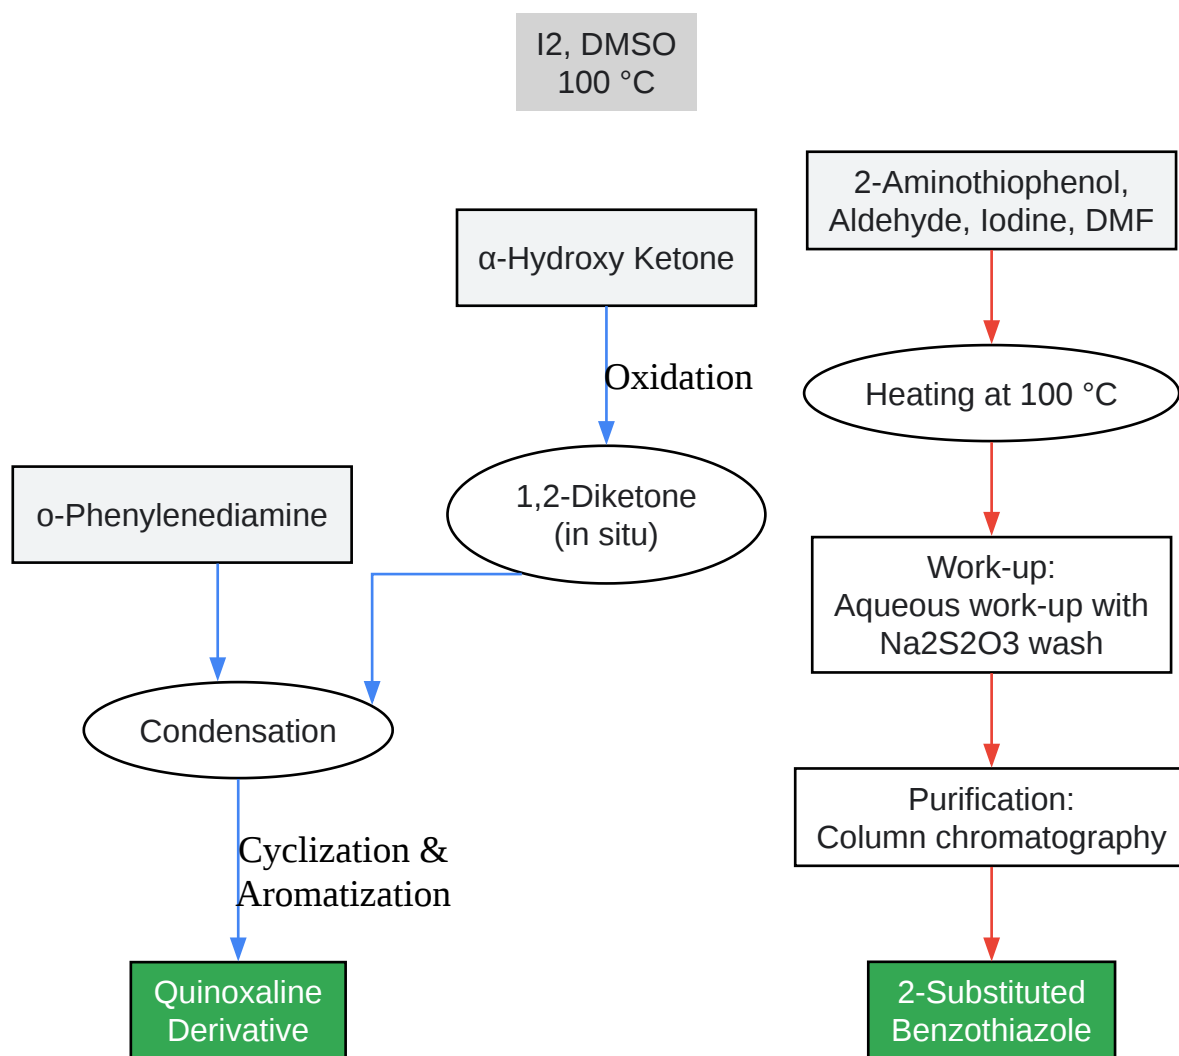 I2, DMSO
100 °C
2-Aminothiophenol,
Aldehyde, Iodine, DMF
α-Hydroxy Ketone
Oxidation
Heating at 100 °C
o-Phenylenediamine
1,2-Diketone
(in situ)
Work-up:
Aqueous work-up with
Na2S2O3 wash
Condensation
Purification:
Column chromatography
Cyclization &
Aromatization
Quinoxaline
Derivative
2-Substituted
Benzothiazole